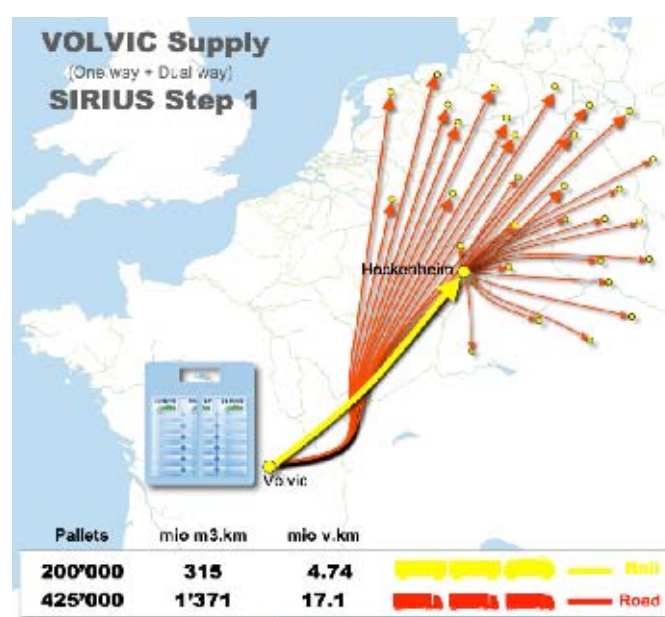 VOLVIC Supply
(One way + Dual way)
SIRIUS Step 1
Hockenheim
Volvic
Pallets mio m3.km mio v.km
200'000 315 4.74 Rail
425'000 1'371 17.1 Road